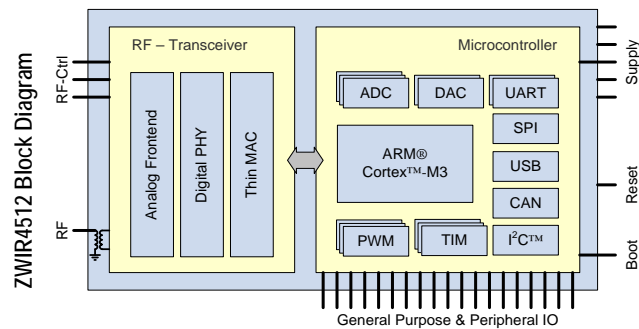 ZWIR4512 Block Diagram
RF-Ctrl
RF
RF – Transceiver
Analog Frontend
Digital PHY
Thin MAC
Microcontroller
ADC
DAC
UART
SPI
ARM®
Cortex™-M3
USB
CAN
PWM
TIM
I²C™
Supply
Reset
Boot
General Purpose & Peripheral IO